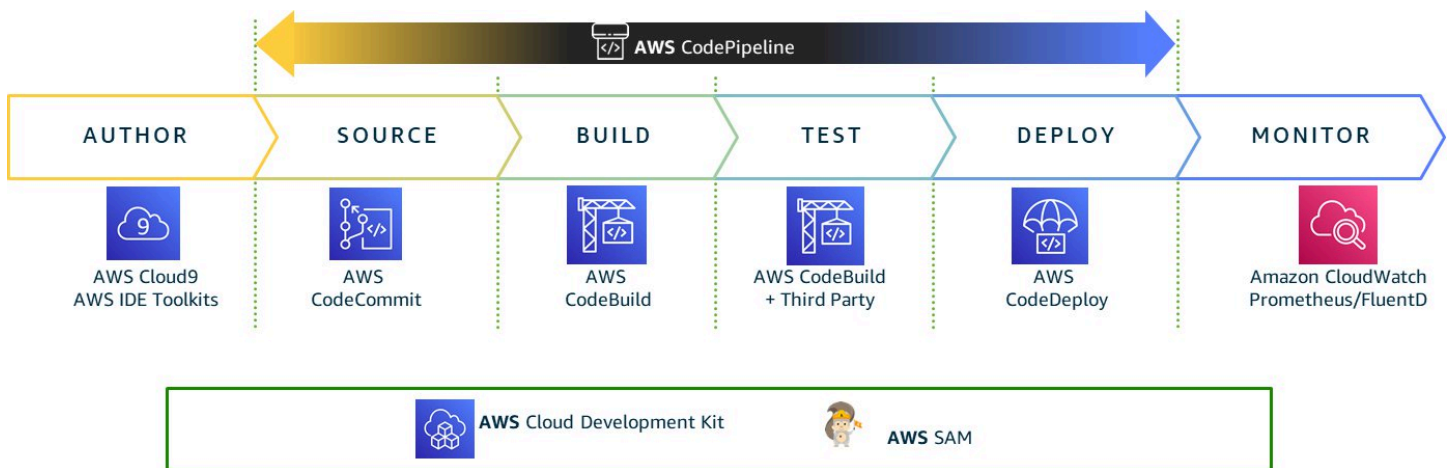 AWS CodePipeline
AUTHOR
SOURCE
BUILD
TEST
DEPLOY
MONITOR
9
AWS Cloud9
AWS IDE Toolkits
</>
AWS
CodeCommit
</>
AWS
CodeBuild
</>
AWS CodeBuild
+ Third Party
</>
AWS
CodeDeploy
Amazon CloudWatch
Prometheus/FluentD
AWS Cloud Development Kit
AWS SAM